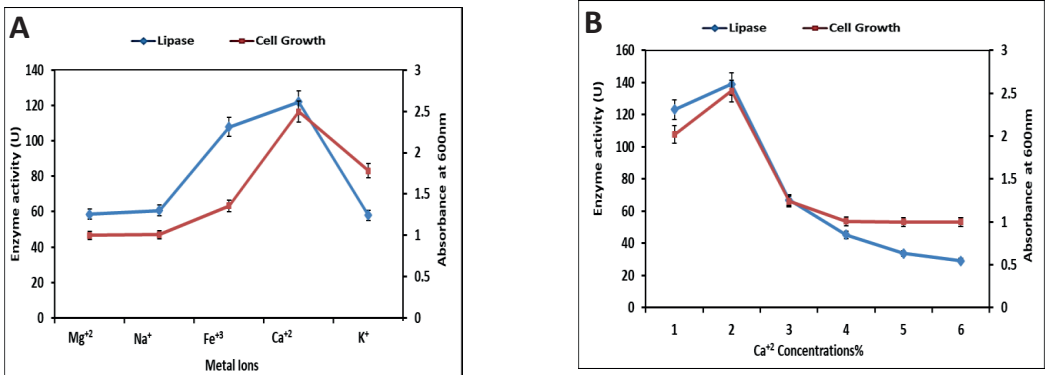 A
Lipase Cell Growth
140
120
100
80
60
40
20
0
Enzyme activity (U)
3
2.5
2
1.5
1
0.5
0
Absorbance at 600nm
Mg+2 Na+ Fe+3 Ca+2 K+
Metal Ions
B
Lipase Cell Growth
160
140
120
100
80
60
40
20
0
Enzyme activity (U)
3
2.5
2
1.5
1
0.5
0
Absorbance at 600nm
1 2 3 4 5 6
Ca+2 Concentrations%